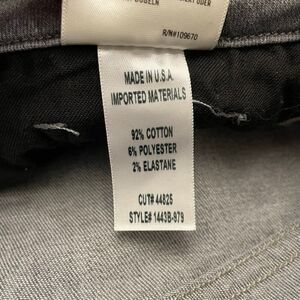 R/N#109670
MADE IN U.S.A.
IMPORTED MATERIALS
92% COTTON
6% POLYESTER
2% ELASTANE
CUT# 44825
STYLE# 1443B-979